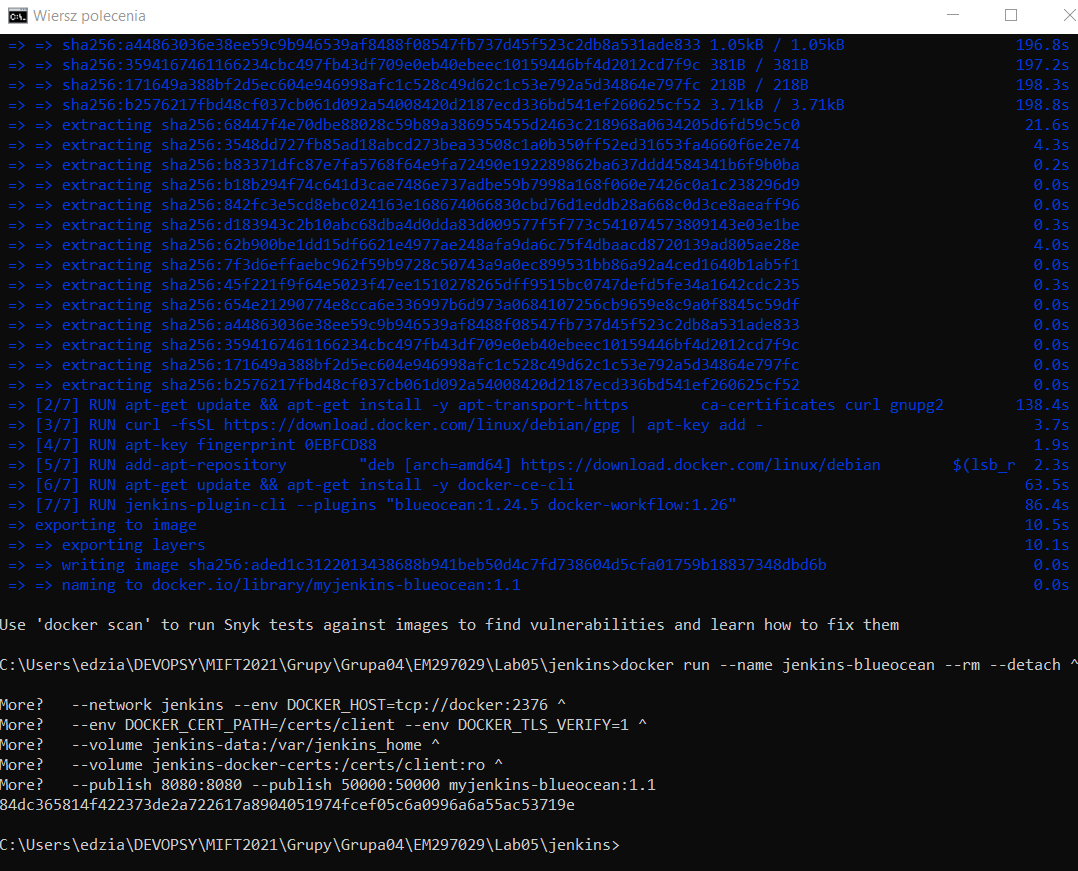 Wiersz polecenia
=> => sha256:a44863036e38ee59c9b946539af8488f08547fb737d45f523c2db8a531ade833 1.05kB / 1.05kB 196.8s
=> => sha256:3594167461166234cbc497fb43df709e0eb40ebeec10159446bf4d2012cd7f9c 381B / 381B 197.2s
=> => sha256:171649a388bf2d5ec604e946998afc1c528c49d62c1c53e792a5d34864e797fc 218B / 218B 198.3s
=> => sha256:b2576217fbd48cf037cb061d092a54008420d2187ecd336bd541ef260625cf52 3.71kB / 3.71kB 198.8s
=> => extracting sha256:68447f4e70dbe88028c59b89a386955455d2463c218968a0634205d6fd59c5c0 21.6s
=> => extracting sha256:3548dd727fb85ad18abcd273bea33508c1a0b350ff52ed31653fa4660f6e2e74 4.3s
=> => extracting sha256:b83371dfc87e7fa5768f64e9fa72490e192289862ba637ddd4584341b6f9b0ba 0.2s
=> => extracting sha256:b18b294f74c641d3cae7486e737adbe59b7998a168f060e7426c0a1c238296d9 0.0s
=> => extracting sha256:842fc3e5cd8ebc024163e168674066830cbd76d1eddb28a668c0d3ce8aeaff96 0.0s
=> => extracting sha256:d183943c2b10abc68dba4d0dda83d009577f5f773c541074573809143e03e1be 0.3s
=> => extracting sha256:62b900be1dd15df6621e4977ae248afa9da6c75f4dbaacd8720139ad805ae28e 4.0s
=> => extracting sha256:7f3d6effaebc962f59b9728c50743a9a0ec899531bb86a92a4ced1640b1ab5f1 0.0s
=> => extracting sha256:45f221f9f64e5023f47ee1510278265dff9515bc0747defd5fe34a1642cdc235 0.3s
=> => extracting sha256:654e21290774e8cca6e336997b6d973a0684107256cb9659e8c9a0f8845c59df 0.0s
=> => extracting sha256:a44863036e38ee59c9b946539af8488f08547fb737d45f523c2db8a531ade833 0.0s
=> => extracting sha256:3594167461166234cbc497fb43df709e0eb40ebeec10159446bf4d2012cd7f9c 0.0s
=> => extracting sha256:171649a388bf2d5ec604e946998afc1c528c49d62c1c53e792a5d34864e797fc 0.0s
=> => extracting sha256:b2576217fbd48cf037cb061d092a54008420d2187ecd336bd541ef260625cf52 0.0s
=> [2/7] RUN apt-get update && apt-get install -y apt-transport-https        ca-certificates curl gnupg2 138.4s
=> [3/7] RUN curl -fsSL https://download.docker.com/linux/debian/gpg | apt-key add - 3.7s
=> [4/7] RUN apt-key fingerprint 0EBFCD88 1.9s
=> [5/7] RUN add-apt-repository        "deb [arch=amd64] https://download.docker.com/linux/debian        $(lsb_r 2.3s
=> [6/7] RUN apt-get update && apt-get install -y docker-ce-cli 63.5s
=> [7/7] RUN jenkins-plugin-cli --plugins "blueocean:1.24.5 docker-workflow:1.26" 86.4s
=> exporting to image 10.5s
=> => exporting layers 10.1s
=> => writing image sha256:aded1c3122013438688b941beb50d4c7fd738604d5cfa01759b18837348dbd6b 0.0s
=> => naming to docker.io/library/myjenkins-blueocean:1.1 0.0s
Use 'docker scan' to run Snyk tests against images to find vulnerabilities and learn how to fix them
C:\Users\edzia\DEVOPSY\MIFT2021\Grupy\Grupa04\EM297029\Lab05\jenkins>docker run --name jenkins-blueocean --rm --detach ^
More?   --network jenkins --env DOCKER_HOST=tcp://docker:2376 ^
More?   --env DOCKER_CERT_PATH=/certs/client --env DOCKER_TLS_VERIFY=1 ^
More?   --volume jenkins-data:/var/jenkins_home ^
More?   --volume jenkins-docker-certs:/certs/client:ro ^
More?   --publish 8080:8080 --publish 50000:50000 myjenkins-blueocean:1.1
84dc365814f422373de2a722617a8904051974fcef05c6a0996a6a55ac53719e
C:\Users\edzia\DEVOPSY\MIFT2021\Grupy\Grupa04\EM297029\Lab05\jenkins>